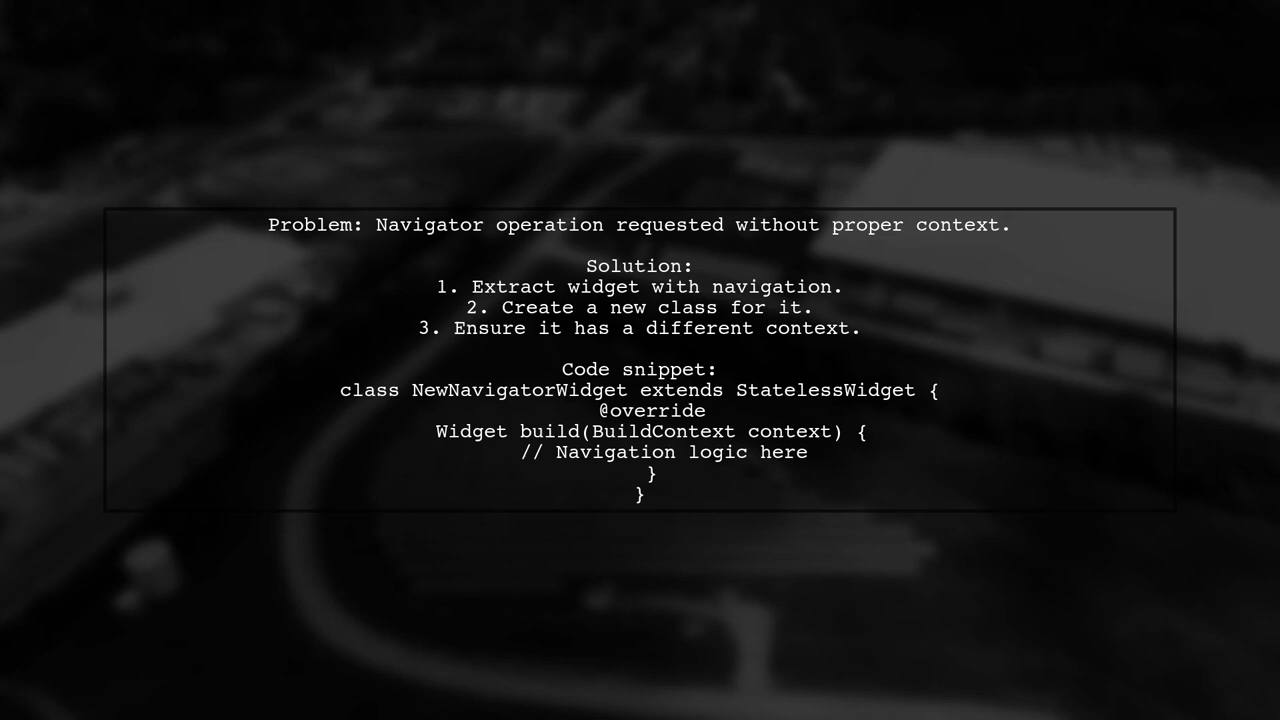 Problem: Navigator operation requested without proper context.
Solution:
1. Extract widget with navigation.
2. Create a new class for it.
3. Ensure it has a different context.
Code snippet:
class NewNavigatorWidget extends StatelessWidget {
@override
Widget build(BuildContext context) {
// Navigation logic here
}
}